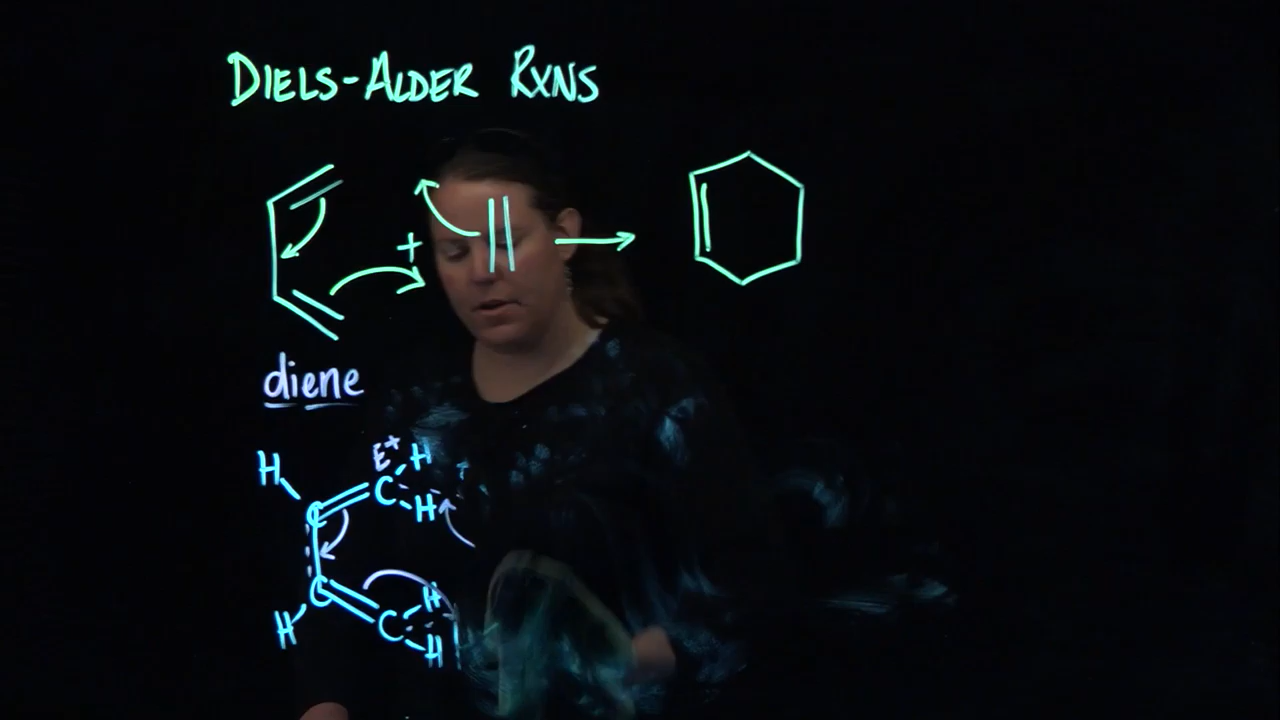 DIELS-ALDER RXNS
+
diene
E+ H
H C H
C
C H
H C H